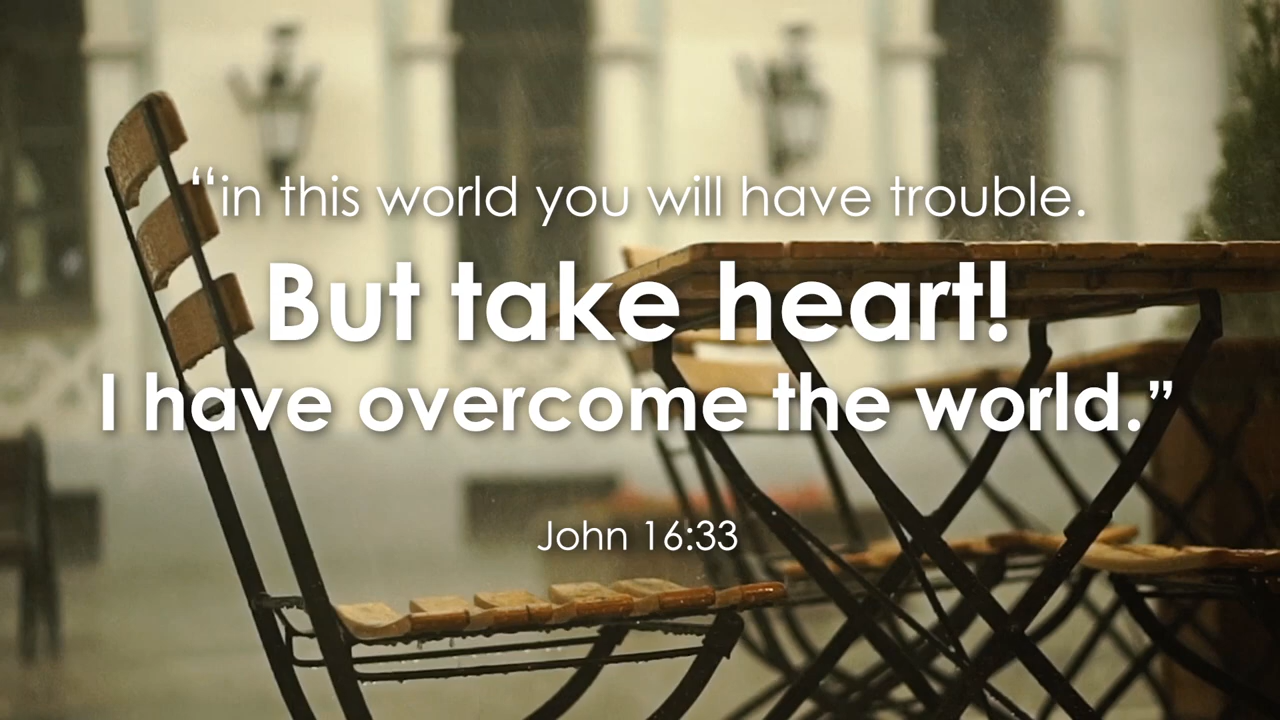 “in this world you will have trouble.
But take heart!
I have overcome the world.”
John 16:33